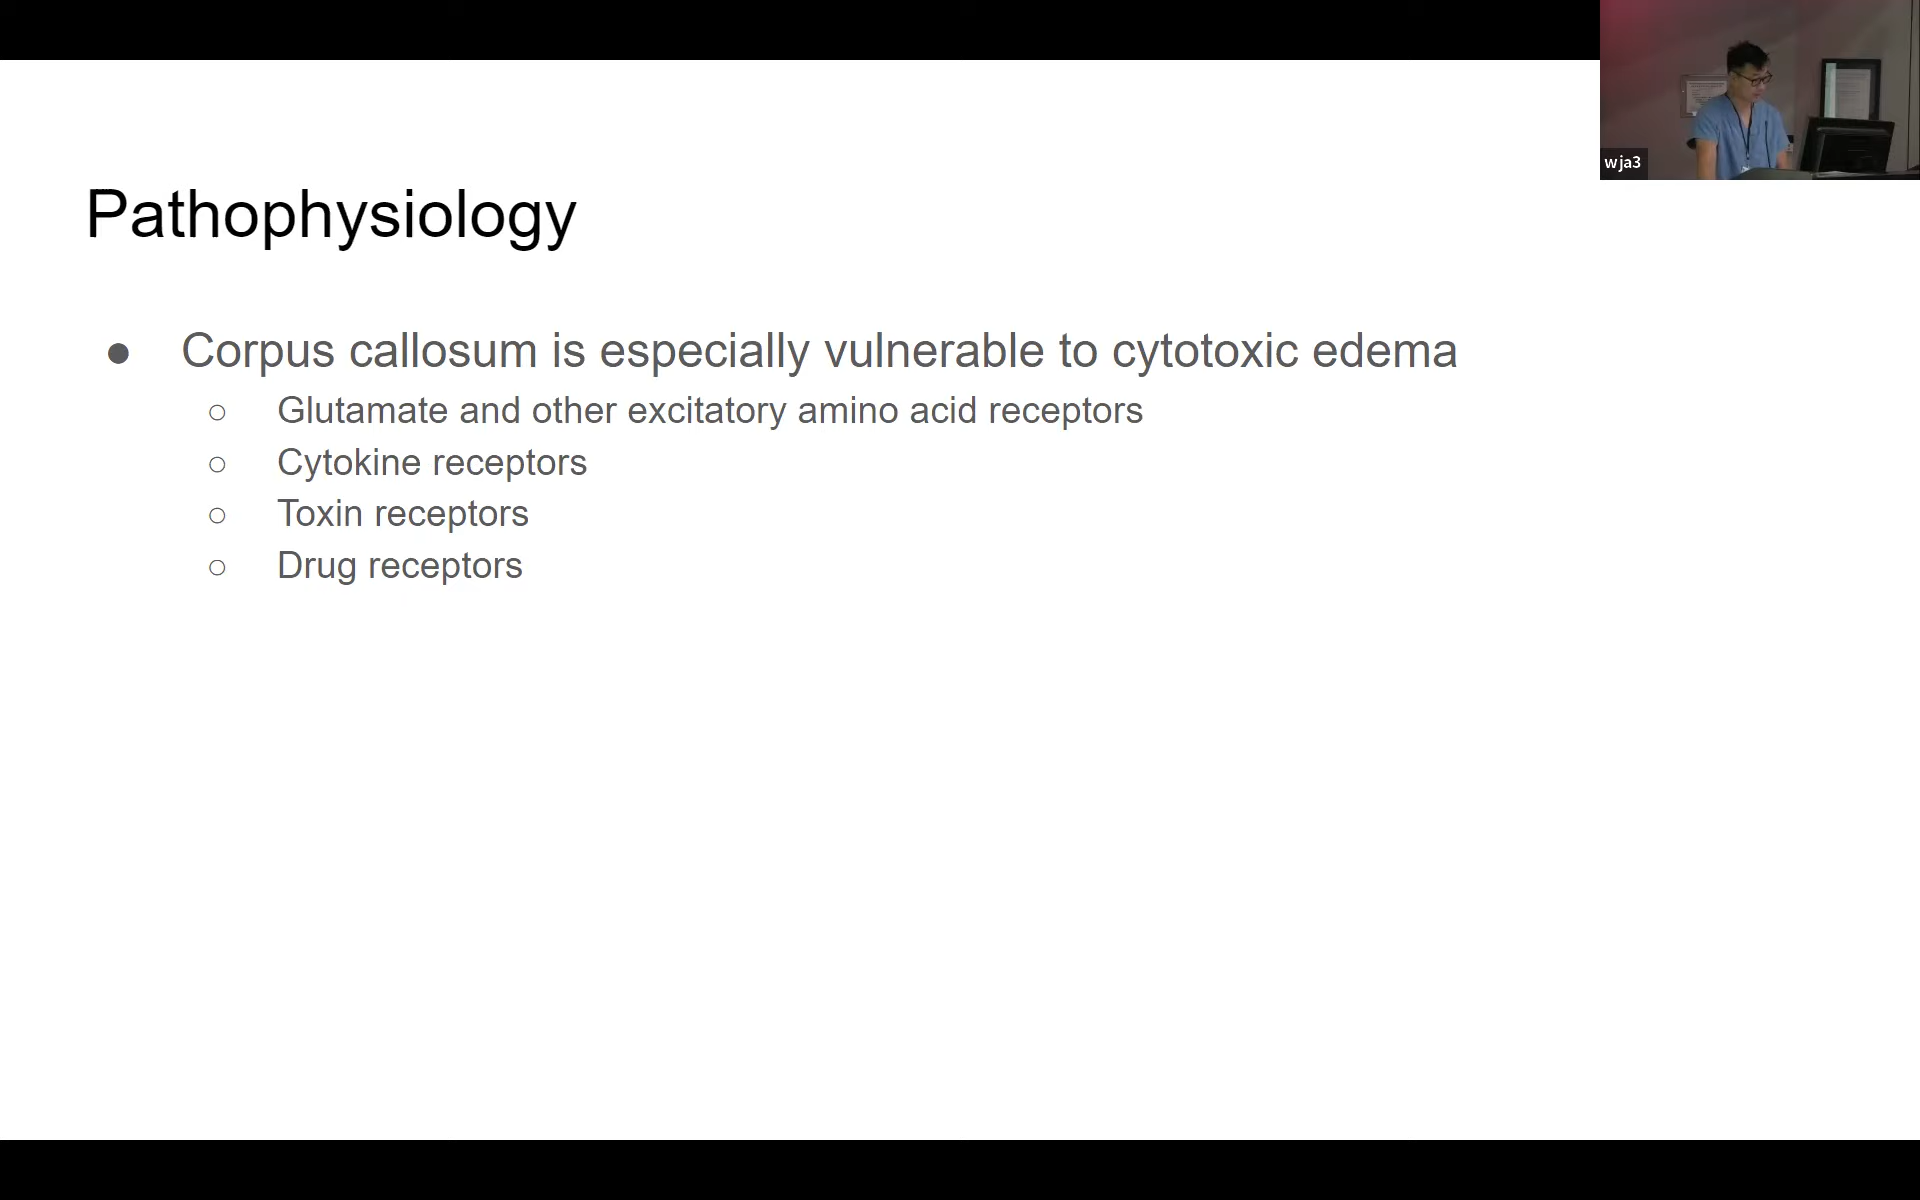 Pathophysiology
● Corpus callosum is especially vulnerable to cytotoxic edema
○ Glutamate and other excitatory amino acid receptors
○ Cytokine receptors
○ Toxin receptors
○ Drug receptors
wja3